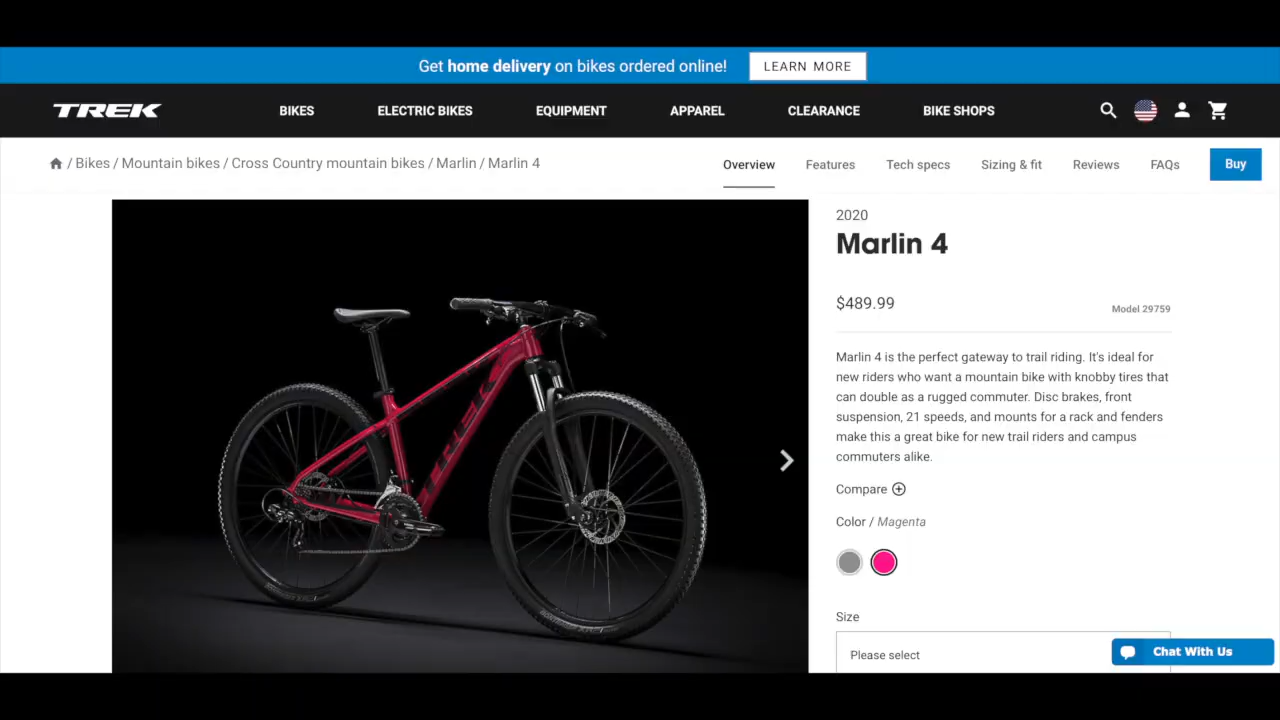 Get home delivery on bikes ordered online! LEARN MORE
TREK BIKES ELECTRIC BIKES EQUIPMENT APPAREL CLEARANCE BIKE SHOPS
/ Bikes / Mountain bikes / Cross Country mountain bikes / Marlin / Marlin 4
Overview Features Tech specs Sizing & fit Reviews FAQs Buy
TREK
2020
Marlin 4
$489.99
Model 29759
Marlin 4 is the perfect gateway to trail riding. It's ideal for
new riders who want a mountain bike with knobby tires that
can double as a rugged commuter. Disc brakes, front
suspension, 21 speeds, and mounts for a rack and fenders
make this a great bike for new trail riders and campus
commuters alike.
Compare
Color / Magenta
Size
Please select
Chat With Us